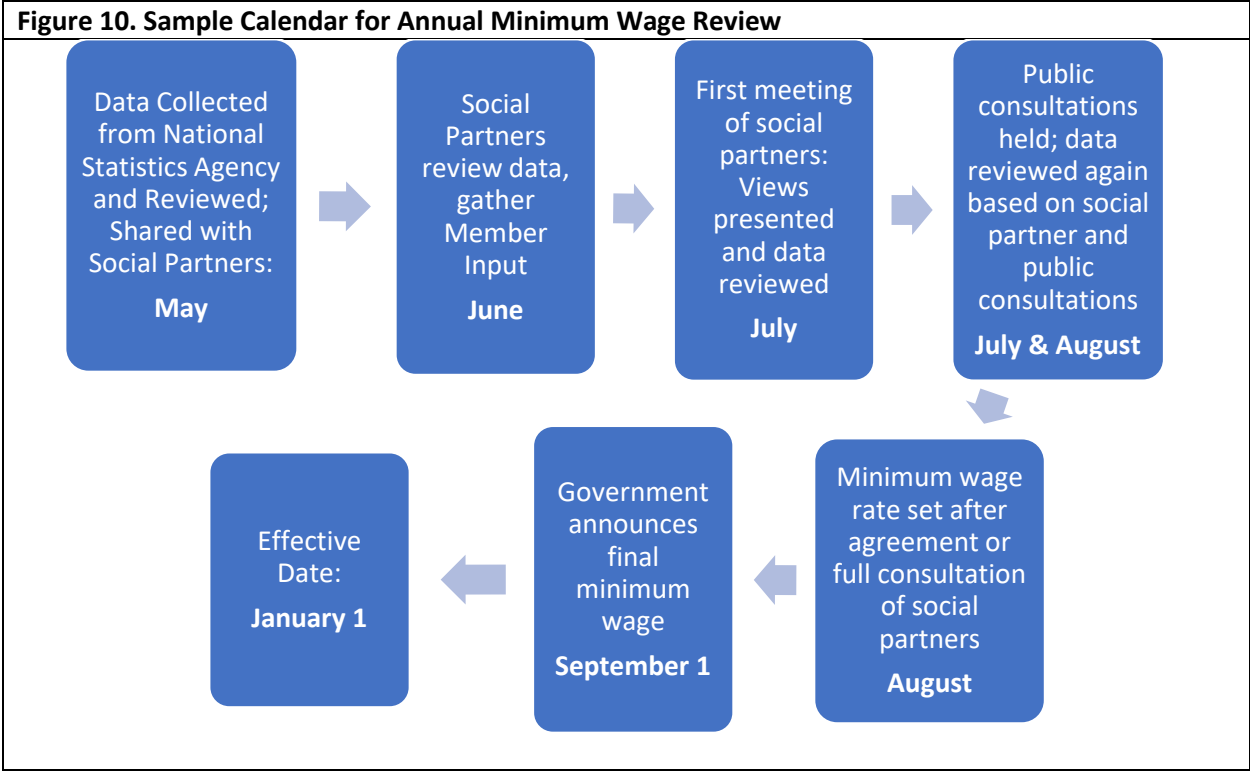 Figure 10. Sample Calendar for Annual Minimum Wage Review
Data Collected
from National
Statistics Agency
and Reviewed;
Shared with
Social Partners:
May
Social
Partners
review data,
gather
Member
Input
June
First meeting
of social
partners:
Views
presented
and data
reviewed
July
Public
consultations
held; data
reviewed again
based on social
partner and
public
consultations
July & August
Minimum wage
rate set after
agreement or
full consultation
of social
partners
August
Government
announces
final
minimum
wage
September 1
Effective
Date:
January 1